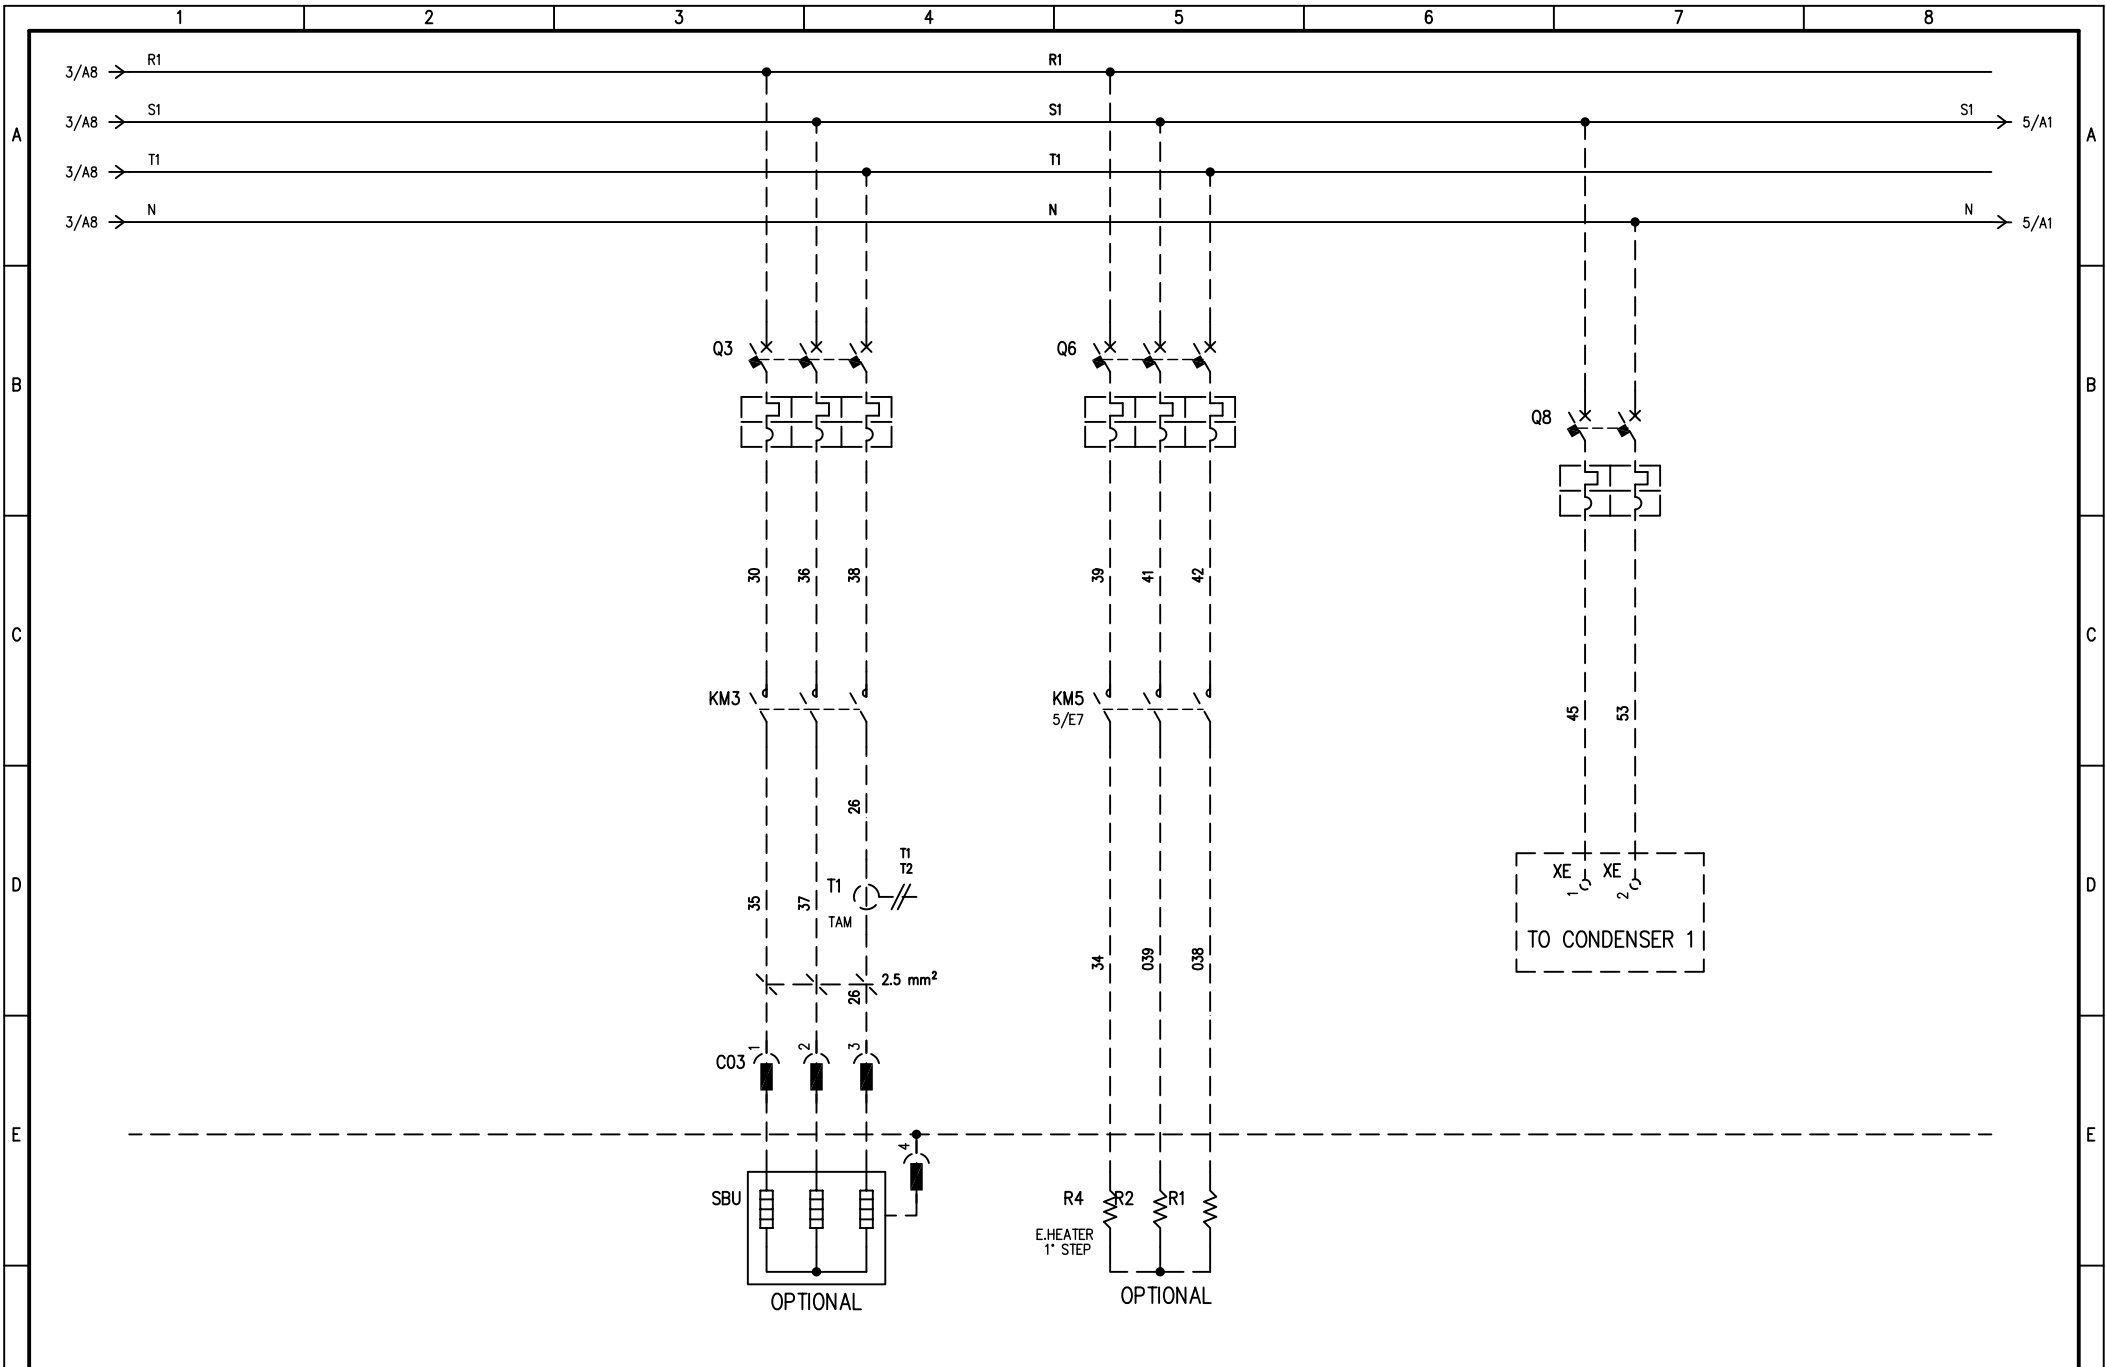 1 2 3 4 5 6 7 8
3/A8 R1 R1
3/A8 S1 S1 S1 5/A1
A A
3/A8 T1 T1
3/A8 N N N 5/A1
Q3 Q6
B B
Q8
30 36 38 39 41 42
C C
KM3 KM5
5/E7
45 53
26
T1
T2
XE XE
D T1 D
1 2
35 37
TAM
TO CONDENSER 1
34 039 038
2.5 mm²
26
1 2 3
C03
E E
4
SBU R4 R2 R1
E.HEATER
1° STEP
OPTIONAL OPTIONAL